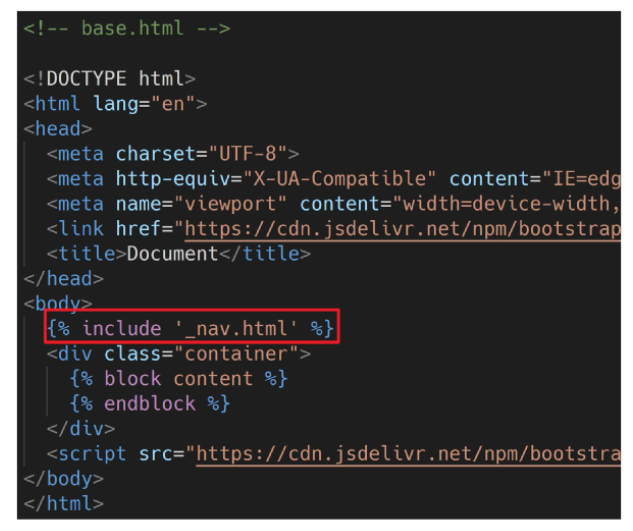 <!-- base.html -->
<!DOCTYPE html>
<html lang="en">
<head>
<meta charset="UTF-8">
<meta http-equiv="X-UA-Compatible" content="IE=edg
<meta name="viewport" content="width=device-width,
<link href="https://cdn.jsdelivr.net/npm/bootstrap
<title>Document</title>
</head>
<body>
{% include '_nav.html' %}
<div class="container">
{% block content %}
{% endblock %}
</div>
<script src="https://cdn.jsdelivr.net/npm/bootstra
</body>
</html>